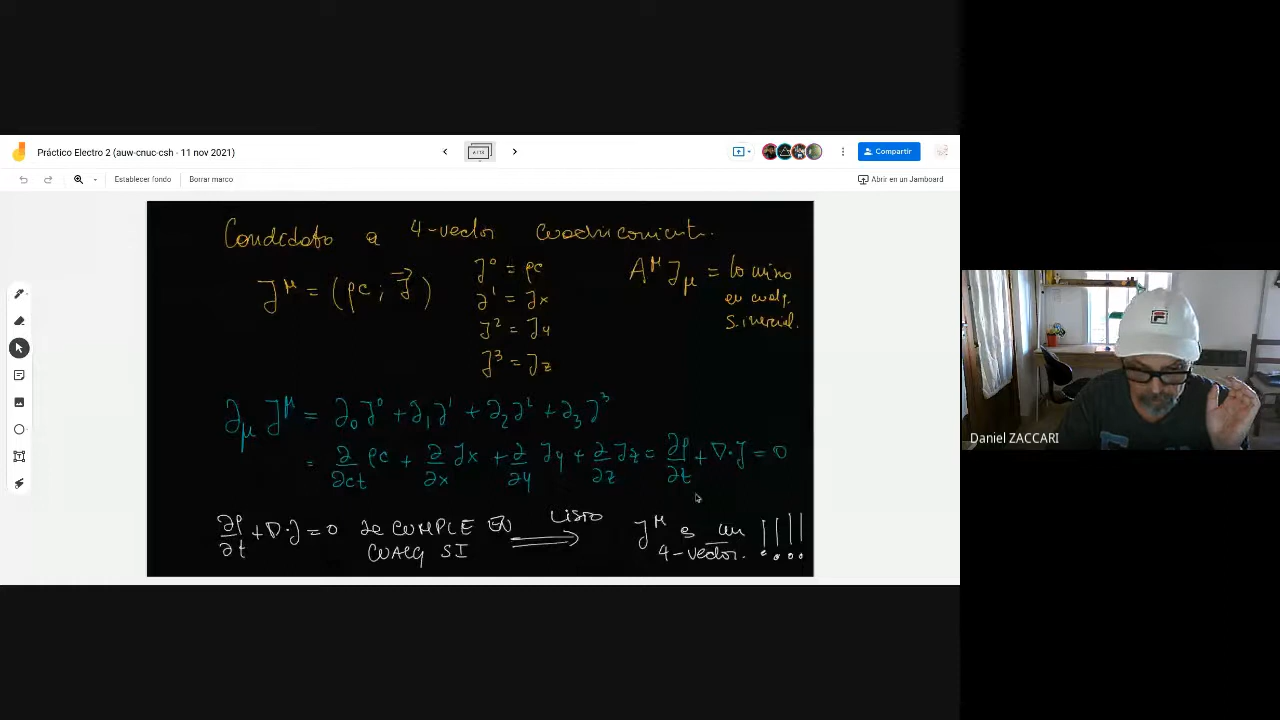 Práctico Electro 2 (auw-cnuc-csh - 11 nov 2021)
Compartir
Establecer fondo
Borrar marco
Abrir en un Jamboard
Candidato a 4-vector cuadricorriente.
J^μ = (ρc ; J⃗)
J^0 = ρc
J^1 = Jx
J^2 = Jy
J^3 = Jz
A^μ J_μ = lo mismo
en cualq.
S. inercial.
∂_μ J^μ = ∂_0 J^0 + ∂_1 J^1 + ∂_2 J^2 + ∂_3 J^3
= ∂/∂ct ρc + ∂/∂x Jx + ∂/∂y Jy + ∂/∂z Jz = ∂ρ/∂t + ∇·J = 0
∂ρ/∂t + ∇·J = 0 se CUMPLE EN
CUALQ SI
LISTO
⟹
J^μ es un
4-vector. !!!!
Daniel ZACCARI